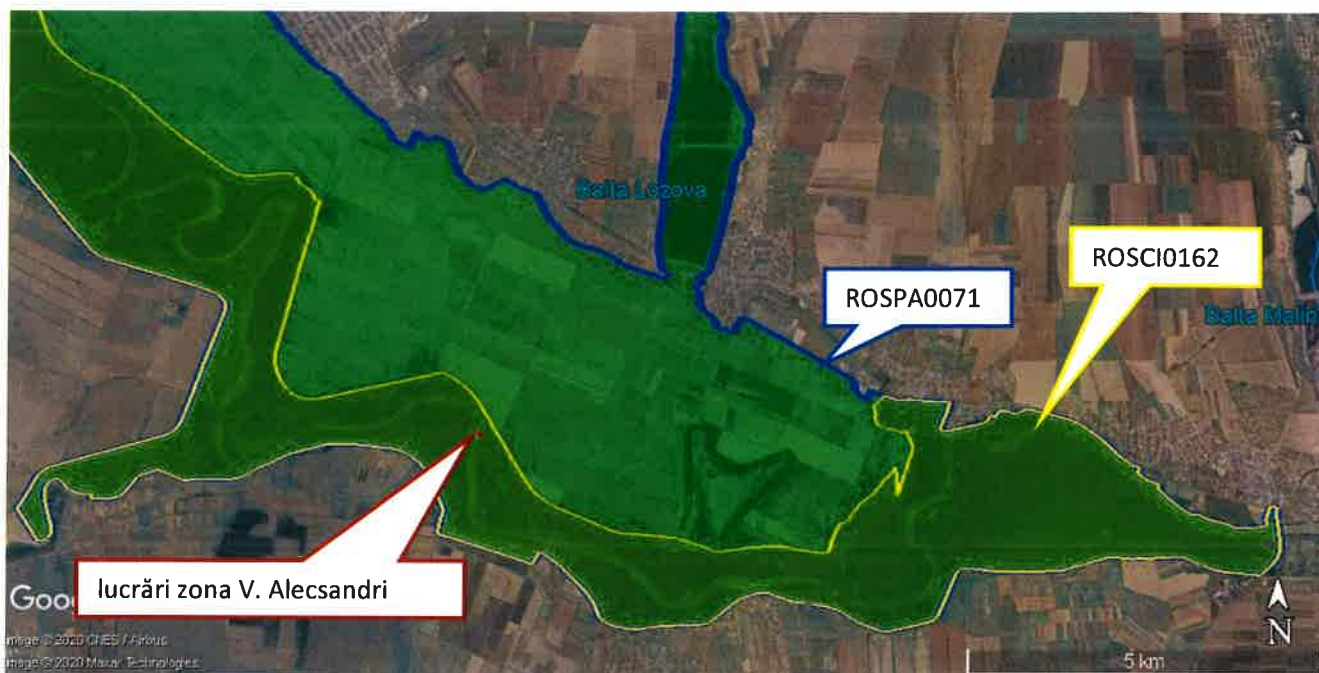 Balta Lozova
ROSCI0162
ROSPA0071
Balta Malin
lucrări zona V. Alecsandri
Goo
Image © 2020 CNES / Airbus
Image © 2020 Maxar Technologies
N
5 km